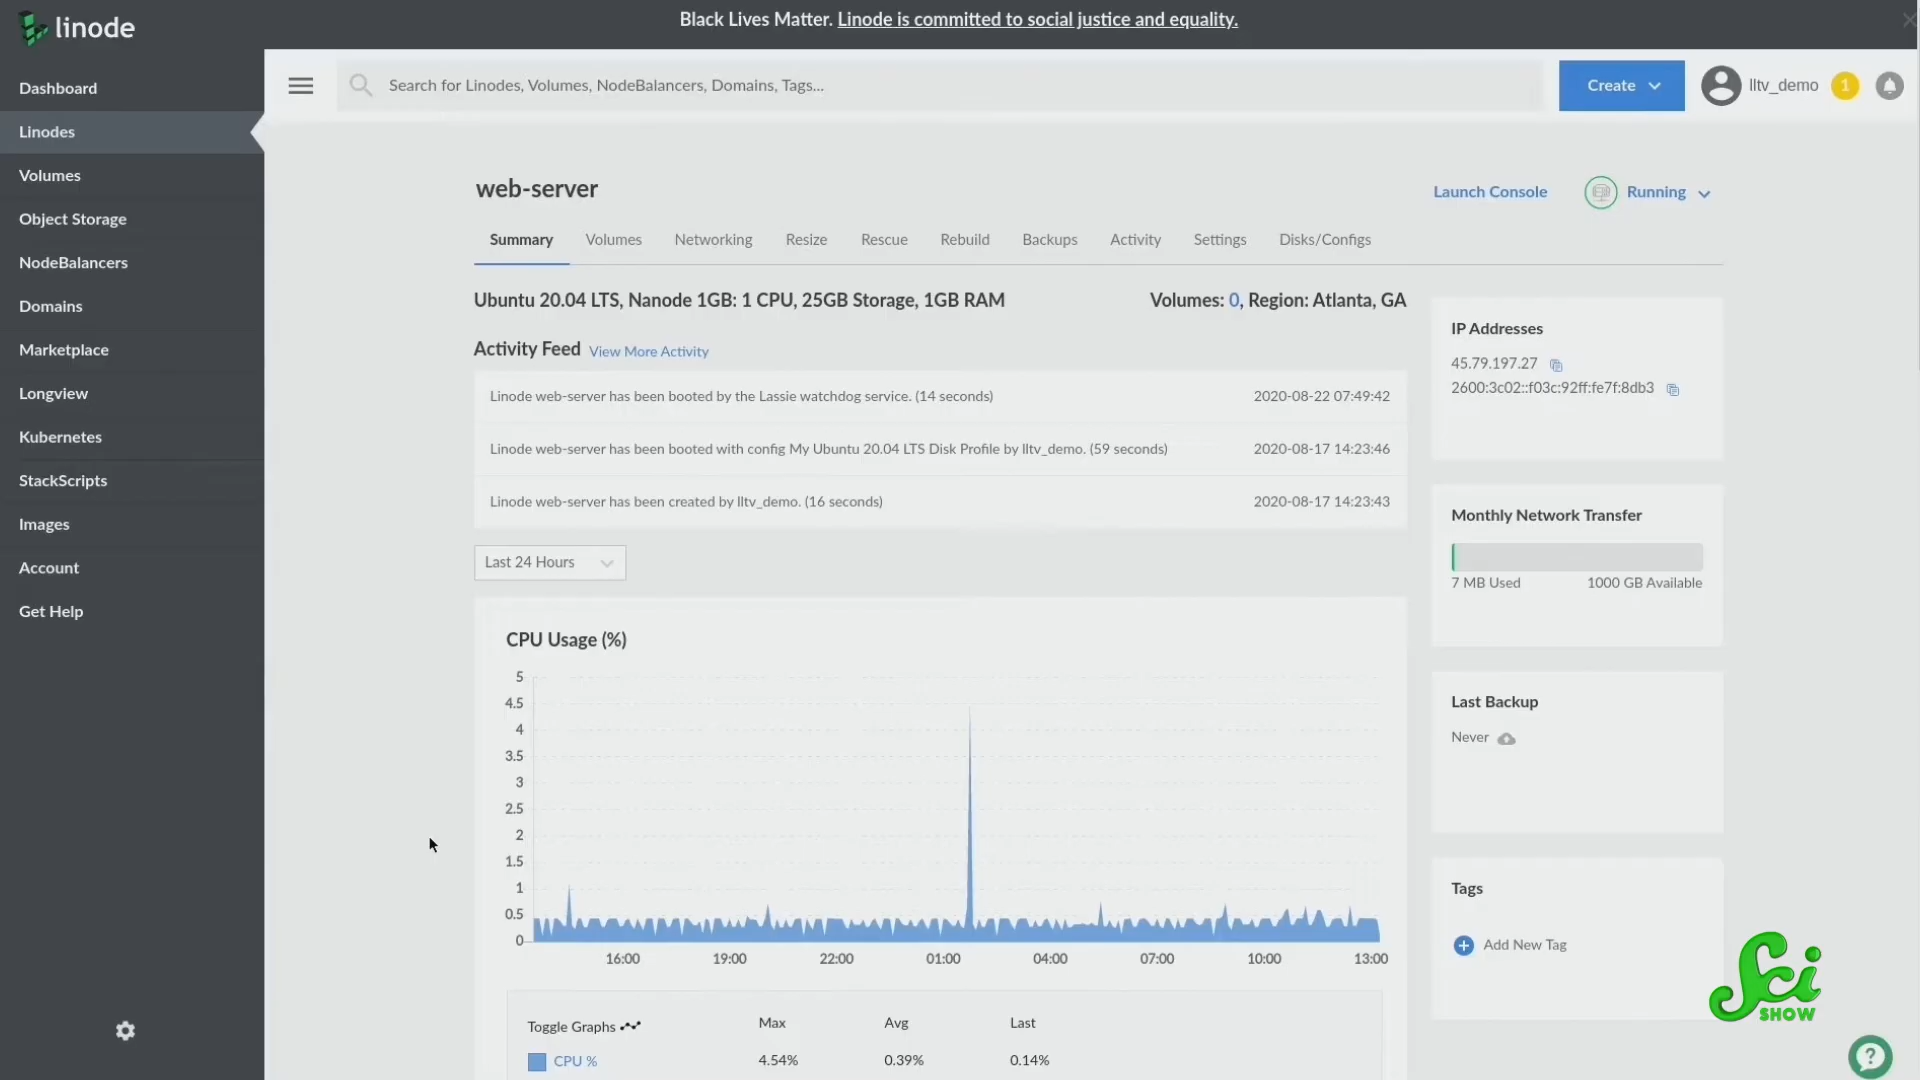 linode
Black Lives Matter. Linode is committed to social justice and equality.
Dashboard
Linodes
Volumes
Object Storage
NodeBalancers
Domains
Marketplace
Longview
Kubernetes
StackScripts
Images
Account
Get Help
Search for Linodes, Volumes, NodeBalancers, Domains, Tags...
Create
lltv_demo
1
web-server
Launch Console
Running
Summary Volumes Networking Resize Rescue Rebuild Backups Activity Settings Disks/Configs
Ubuntu 20.04 LTS, Nanode 1GB: 1 CPU, 25GB Storage, 1GB RAM
Volumes: 0, Region: Atlanta, GA
Activity Feed View More Activity
Linode web-server has been booted by the Lassie watchdog service. (14 seconds) 2020-08-22 07:49:42
Linode web-server has been booted with config My Ubuntu 20.04 LTS Disk Profile by lltv_demo. (59 seconds) 2020-08-17 14:23:46
Linode web-server has been created by lltv_demo. (16 seconds) 2020-08-17 14:23:43
Last 24 Hours
CPU Usage (%)
5
4.5
4
3.5
3
2.5
2
1.5
1
0.5
0
16:00 19:00 22:00 01:00 04:00 07:00 10:00 13:00
Toggle Graphs Max Avg Last
CPU % 4.54% 0.39% 0.14%
IP Addresses
45.79.197.27
2600:3c02::f03c:92ff:fe7f:8db3
Monthly Network Transfer
7 MB Used 1000 GB Available
Last Backup
Never
Tags
Add New Tag
Sci
SHOW
?